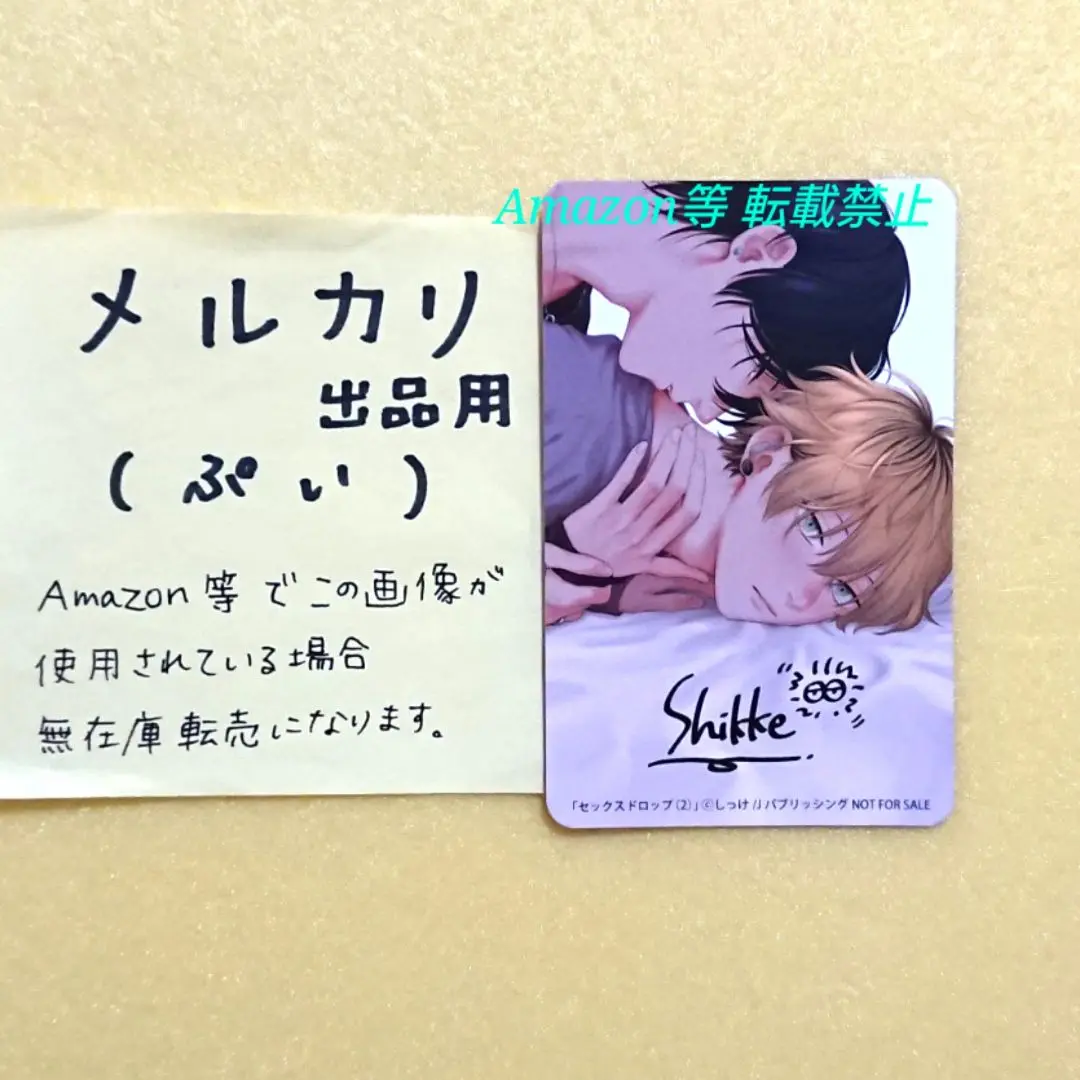 Amazon等 転載禁止
メルカリ
出品用
(ぷぃ)
Amazon等でこの画像が
使用されている場合
無在庫転売になります。
Shikke
「セックスドロップ(2)」©しっけ/Jパブリッシング NOT FOR SALE